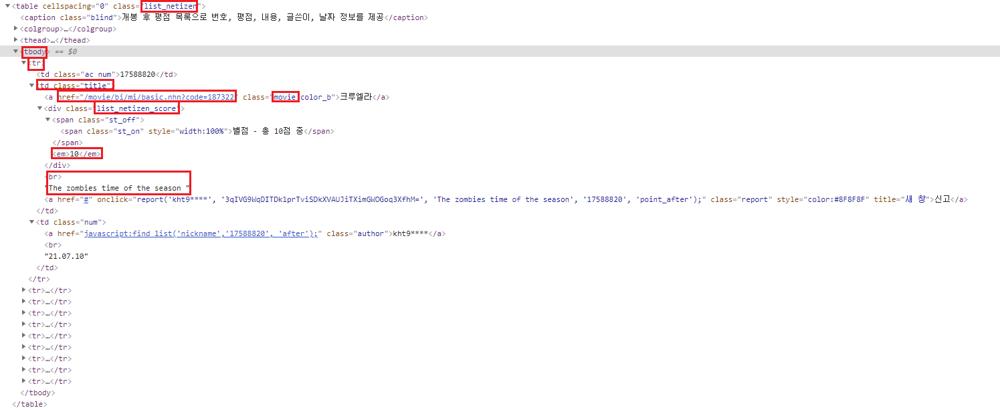 ▼<table cellspacing="0" class="list_netizen">
<caption class="blind">개봉 후 평점 목록으로 번호, 평점, 내용, 글쓴이, 날짜 정보를 제공</caption>
▶<colgroup>…</colgroup>
▶<thead>…</thead>
▼<tbody> == $0
▼<tr>
<td class="ac num">17588820</td>
▼<td class="title">
<a href="/movie/bi/mi/basic.nhn?code=187322" class="movie color_b">크루엘라</a>
▼<div class="list_netizen_score">
▼<span class="st_off">
<span class="st_on" style="width:100%">별점 - 총 10점 중</span>
</span>
<em>10</em>
</div>
<br>
"The zombies time of the season "
<a href="#" onclick="report('kht9****', '3qIVG9WqDITDk1prTviSDkXVAUJiTXimGWOGoq3XfhM=', 'The zombies time of the season', '17588820', 'point_after');" class="report" style="color:#8F8F8F" title="새 창">신고</a>
</td>
▼<td class="num">
<a href="javascript:find_list('nickname','17588820', 'after');" class="author">kht9****</a>
<br>
"21.07.10"
</td>
</tr>
▶<tr>…</tr>
▶<tr>…</tr>
▶<tr>…</tr>
▶<tr>…</tr>
▶<tr>…</tr>
▶<tr>…</tr>
▶<tr>…</tr>
▶<tr>…</tr>
▶<tr>…</tr>
</tbody>
</table>